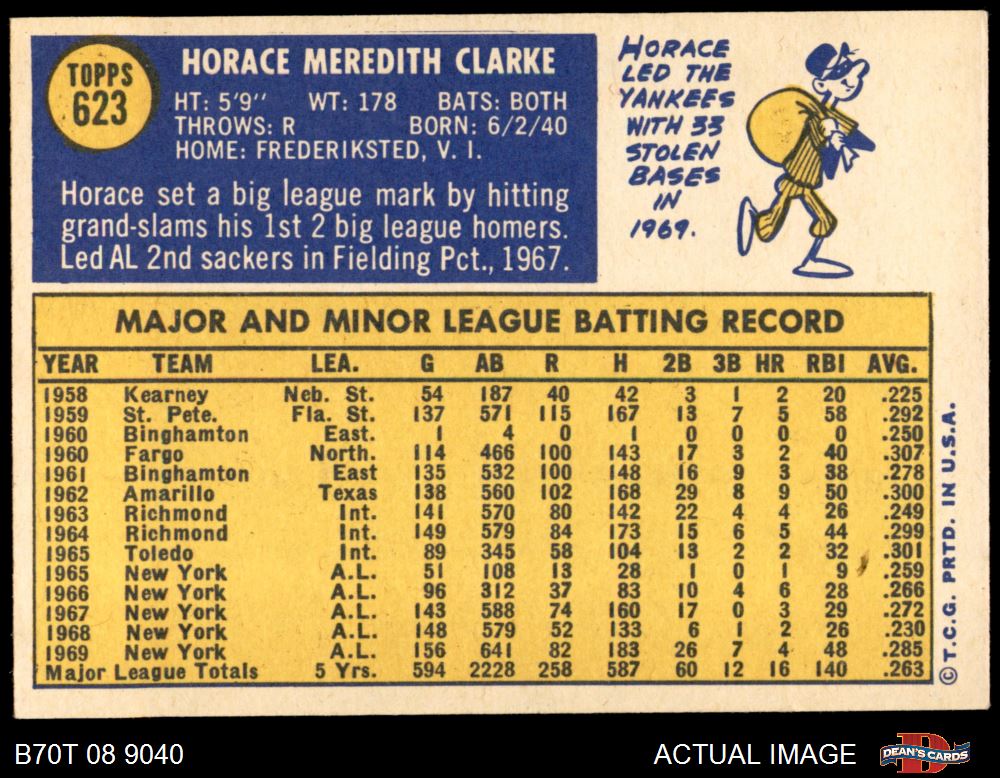 TOPPS
623
HORACE MEREDITH CLARKE
HT: 5'9" WT: 178 BATS: BOTH
THROWS: R BORN: 6/2/40
HOME: FREDERIKSTED, V. I.
Horace set a big league mark by hitting
grand-slams his 1st 2 big league homers.
Led AL 2nd sackers in Fielding Pct., 1967.
HORACE
LED THE
YANKEES
WITH 33
STOLEN
BASES
IN
1969.
MAJOR AND MINOR LEAGUE BATTING RECORD
YEAR TEAM LEA. G AB R H 2B 3B HR RBI AVG.
1958 Kearney Neb. St. 54 187 40 42 3 1 2 20 .225
1959 St. Pete. Fla. St. 137 571 115 167 13 7 5 58 .292
1960 Binghamton East. 1 4 0 1 0 0 0 0 .250
1960 Fargo North. 114 466 100 143 17 3 2 40 .307
1961 Binghamton East 135 532 100 148 16 9 3 38 .278
1962 Amarillo Texas 138 560 102 168 29 8 9 50 .300
1963 Richmond Int. 141 570 80 142 22 4 4 26 .249
1964 Richmond Int. 149 579 84 173 15 6 5 44 .299
1965 Toledo Int. 89 345 58 104 13 2 2 32 .301
1965 New York A.L. 51 108 13 28 1 0 1 9 .259
1966 New York A.L. 96 312 37 83 10 4 6 28 .266
1967 New York A.L. 143 588 74 160 17 0 3 29 .272
1968 New York A.L. 148 579 52 133 6 1 2 26 .230
1969 New York A.L. 156 641 82 183 26 7 4 48 .285
Major League Totals 5 Yrs. 594 2228 258 587 60 12 16 140 .263
© T.C.G. PRTD. IN U.S.A.
B70T 08 9040
ACTUAL IMAGE
DEAN'S CARDS